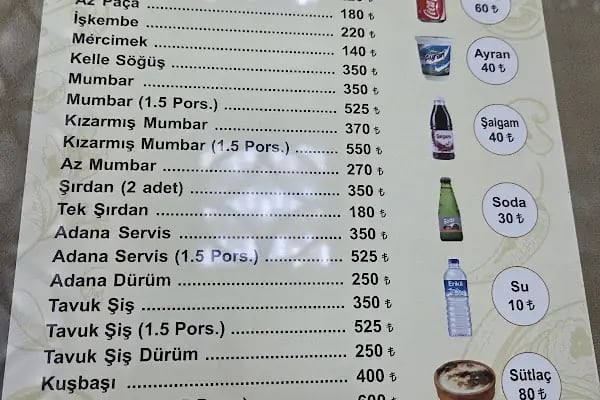 Az Paça
İşkembe 180 ₺
Mercimek 220 ₺
Kelle Söğüş 140 ₺
Mumbar 350 ₺
Mumbar (1.5 Pors.) 350 ₺
Kızarmış Mumbar 525 ₺
Kızarmış Mumbar (1.5 Pors.) 370 ₺
Az Mumbar 550 ₺
Şırdan (2 adet) 270 ₺
Tek Şırdan 350 ₺
180 ₺
Adana Servis 350 ₺
Adana Servis (1.5 Pors.) 525 ₺
Adana Dürüm 250 ₺
Tavuk Şiş 350 ₺
Tavuk Şiş (1.5 Pors.) 525 ₺
Tavuk Şiş Dürüm 250 ₺
Kuşbaşı 400 ₺
600 ₺
60 ₺
Ayran
40 ₺
Şalgam
40 ₺
Soda
30 ₺
Su
10 ₺
Sütlaç
80 ₺